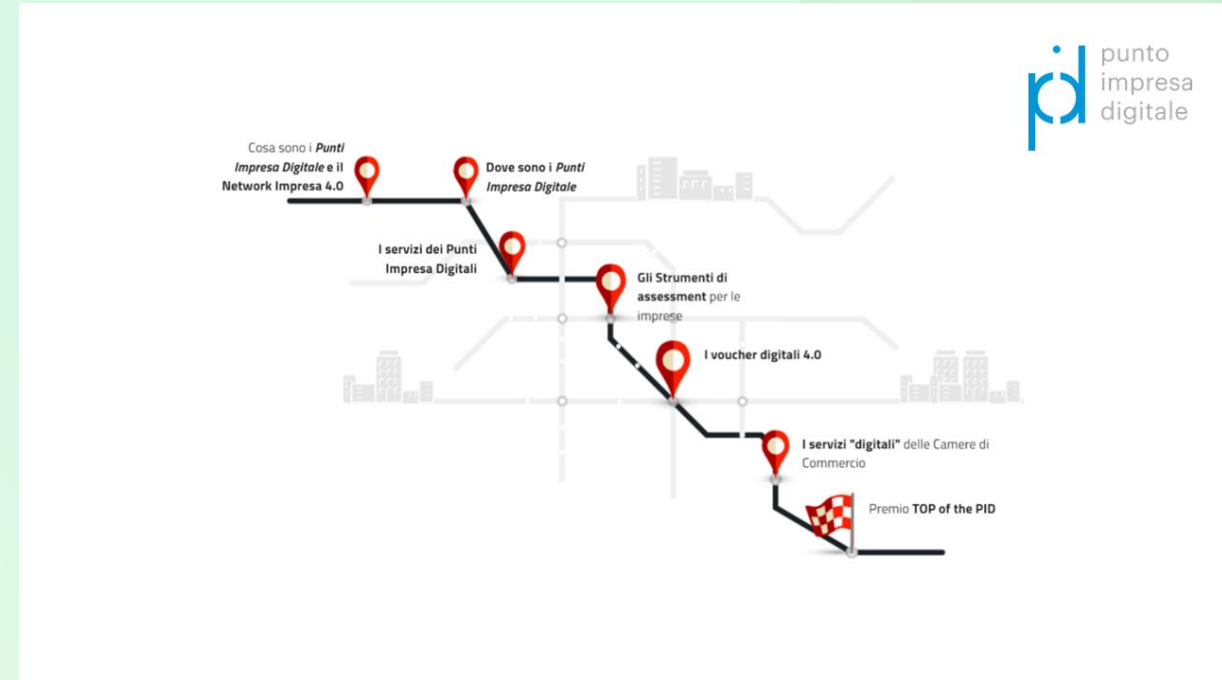 punto
impresa
digitale
Cosa sono i Punti
Impresa Digitale e il
Network Impresa 4.0
Dove sono i Punti
Impresa Digitale
I servizi dei Punti
Impresa Digitali
Gli Strumenti di
assessment per le
imprese
I voucher digitali 4.0
I servizi "digitali" delle Camere di
Commercio
Premio TOP of the PID